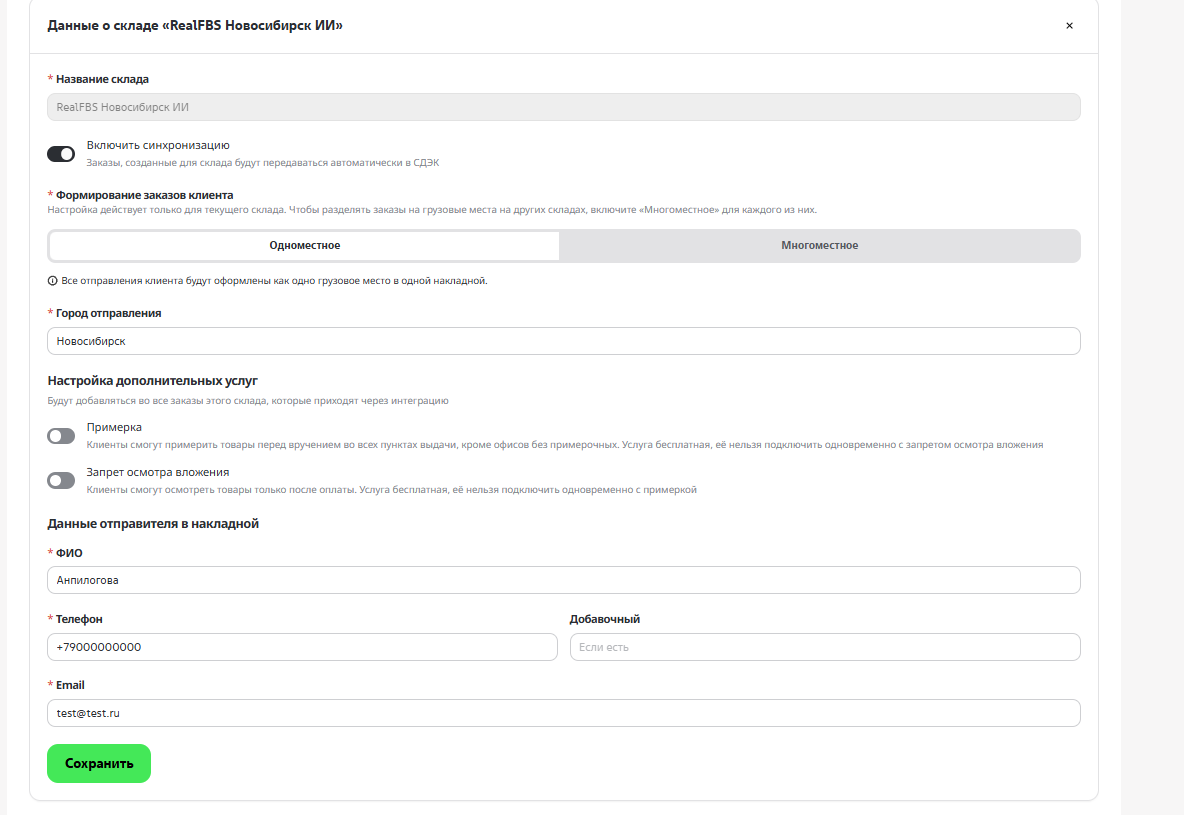 Данные о складе «RealFBS Новосибирск ИИ»
* Название склада
RealFBS Новосибирск ИИ
Включить синхронизацию
Заказы, созданные для склада будут передаваться автоматически в СДЭК
* Формирование заказов клиента
Настройка действует только для текущего склада. Чтобы разделять заказы на грузовые места на других складах, включите «Многоместное» для каждого из них.
Одноместное
Многоместное
Все отправления клиента будут оформлены как одно грузовое место в одной накладной.
* Город отправления
Новосибирск
Настройка дополнительных услуг
Будут добавляться во все заказы этого склада, которые приходят через интеграцию
Примерка
Клиенты смогут примерить товары перед вручением во всех пунктах выдачи, кроме офисов без примерочных. Услуга бесплатная, её нельзя подключить одновременно с запретом осмотра вложения
Запрет осмотра вложения
Клиенты смогут осмотреть товары только после оплаты. Услуга бесплатная, её нельзя подключить одновременно с примеркой
Данные отправителя в накладной
* ФИО
Анпилогова
* Телефон
Добавочный
+79000000000
Если есть
* Email
test@test.ru
Сохранить